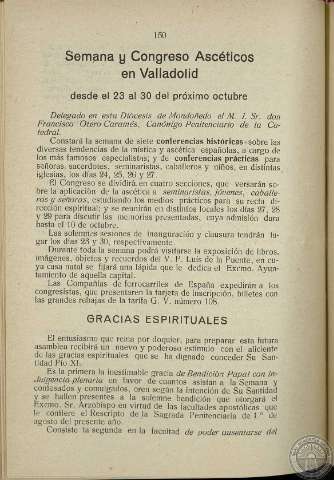 150
Semana y Congreso Ascéticos
en Valladolid
desde el 23 al 30 del próximo octubre
Delegado en esta Diócesis de Mondoñedo el M. I. Sr. don
Francisco Otero Caramés, Canónigo Penitenciario de la Ca-
tedral.
Constará la semana de siete conferencias históricas sobre las
diversas tendencias de la mística y ascética españolas, a cargo de
los más famosos especialistas; y de conferencias prácticas para
señoras, sacerdotes, seminaristas, caballeros y niños, en distintas
iglesias, los días 24, 25, 26 y 27.
El Congreso se dividirá en cuatro secciones, que versarán so-
bre la aplicación de la ascética a seminaristas, jóvenes, caballe-
ros y señoras, estudiando los medios prácticos para su recta di-
rección espiritual; y se reunirán en distintos locales los días 27, 28
y 29 para discutir las memorias presentadas, cuya admisión dura
hasta el 10 de octubre.
Las solemnes sesiones de inauguración y clausura tendrán lu-
gar los días 23 y 30, respectivamente.
Durante toda la semana podrá visitarse la exposición de libros,
imágenes, objetos y recuerdos del V. P. Luis de la Puente, en cu-
ya casa natal se fijará una lápida que le dedica el Excmo. Ayun-
tamiento de aquella capital.
Las Compañías de ferrocarriles de España expedirán a los
congresistas, que presentaren la tarjeta de inscripción, billetes con
las grandes rebajas de la tarifa G. V. número 108.
GRACIAS ESPIRITUALES
El entusiasmo que reina por doquier, para preparar esta futura
asamblea recibirá un nuevo y poderoso estímulo con el aliciente
de las gracias espirituales que se ha dignado conceder Su San-
tidad Pío XI.
Es la primera la inestimable gracia de Bendición Papal con in-
dulgencia plenaria en favor de cuantos asistan a la Semana y
confesados y comulgados, oren según la intención de Su Santidad
y se hallen presentes a la solemne bendición que otorgará el
Excmo. Sr. Arzobispo en virtud de las facultades apostólicas que
le confiere el Rescripto de la Sagrada Penitenciaría de 1.º de
agosto del presente año.
Consiste la segunda en la facultad de poder ausentarse del